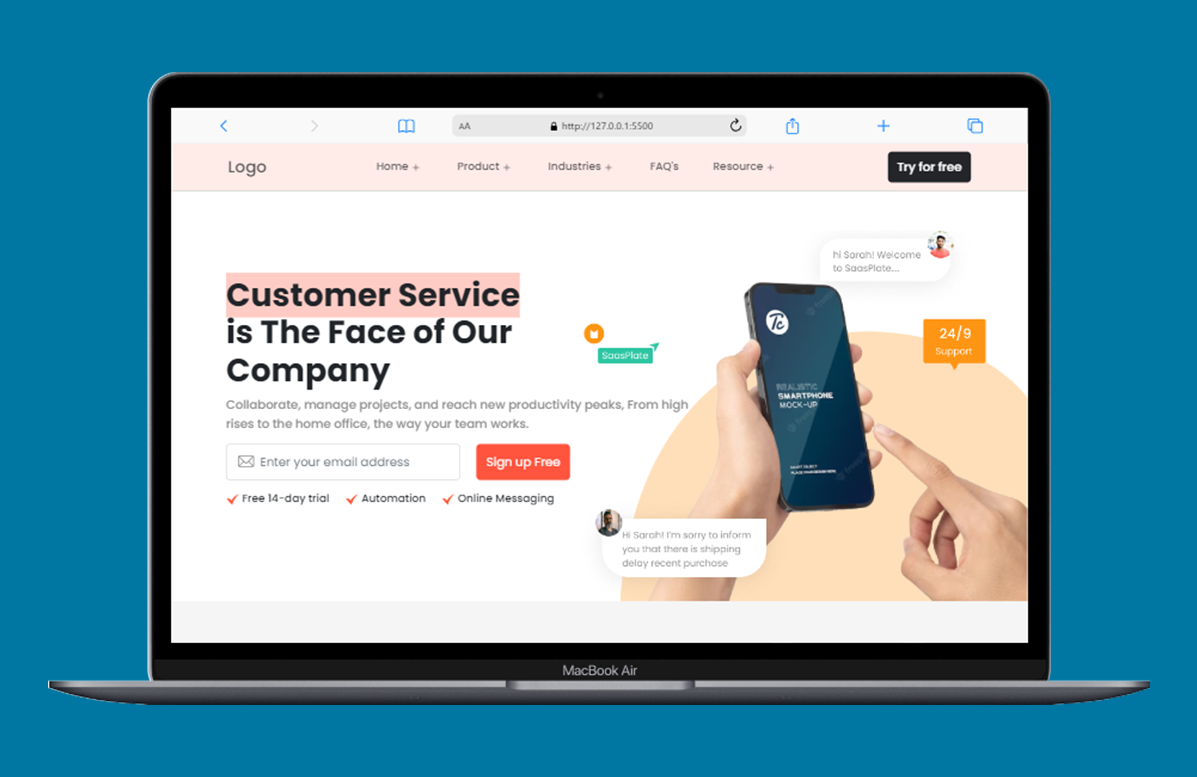 AA
http://127.0.0.1:5500
Logo
Home +
Product +
Industries +
FAQ's
Resource +
Try for free
hi Sarah! Welcome
to SaasPlate...
Customer Service
is The Face of Our
Company
SaasPlate
24/9
Support
Tc
REALISTIC
SMARTPHONE
MOCK-UP
Collaborate, manage projects, and reach new productivity peaks, From high
rises to the home office, the way your team works.
Enter your email address
Sign up Free
Free 14-day trial
Automation
Online Messaging
Hi Sarah! I'm sorry to inform
you that there is shipping
delay recent purchase
MacBook Air